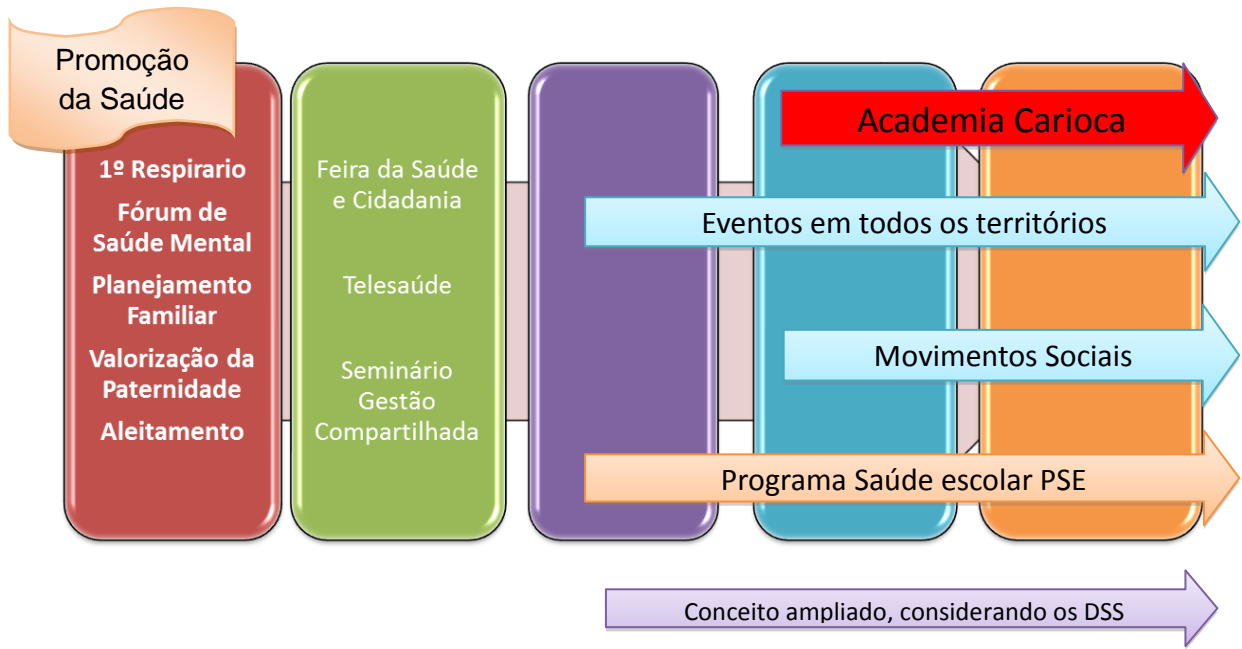 Promoção
da Saúde
1º Respirario
Fórum de
Saúde Mental
Planejamento
Familiar
Valorização da
Paternidade
Aleitamento
Feira da Saúde
e Cidadania
Telesaúde
Seminário
Gestão
Compartilhada
Academia Carioca
Eventos em todos os territórios
Movimentos Sociais
Programa Saúde escolar PSE
Conceito ampliado, considerando os DSS